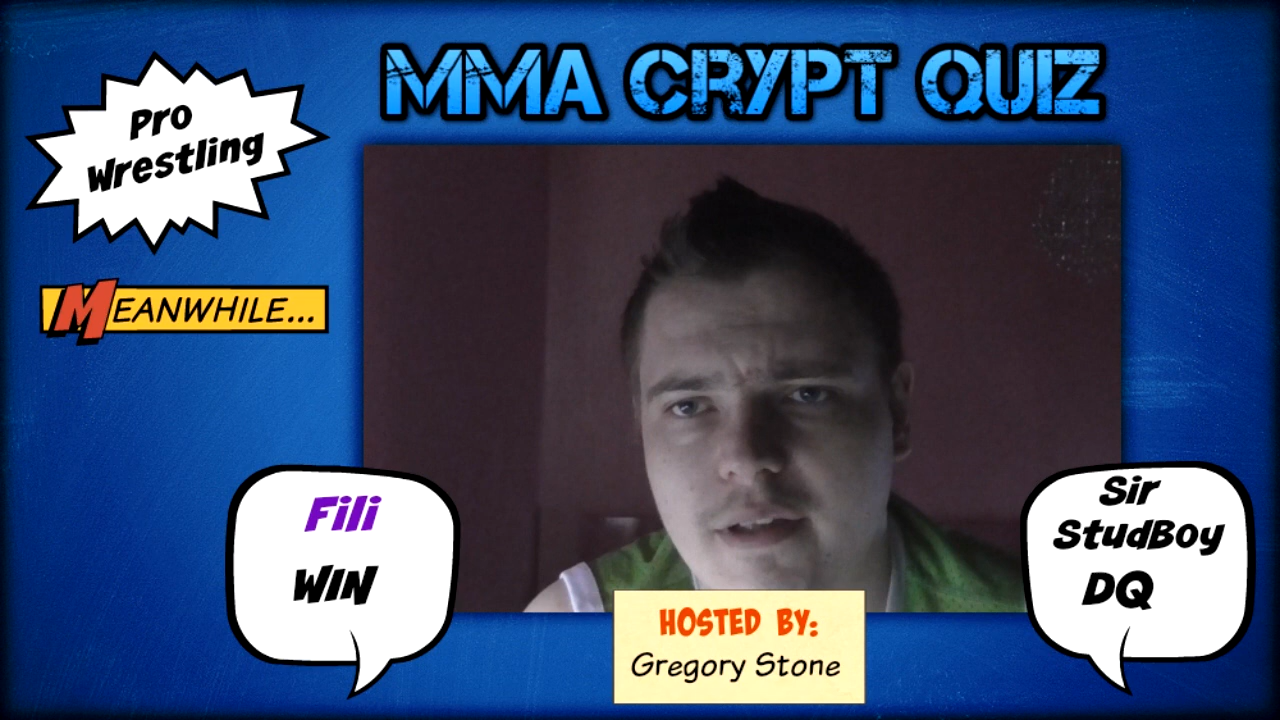 MMA CRYPT QUIZ
Pro
Wrestling
MEANWHILE...
Fili
WIN
Sir
StudBoy
DQ
HOSTED BY:
Gregory Stone